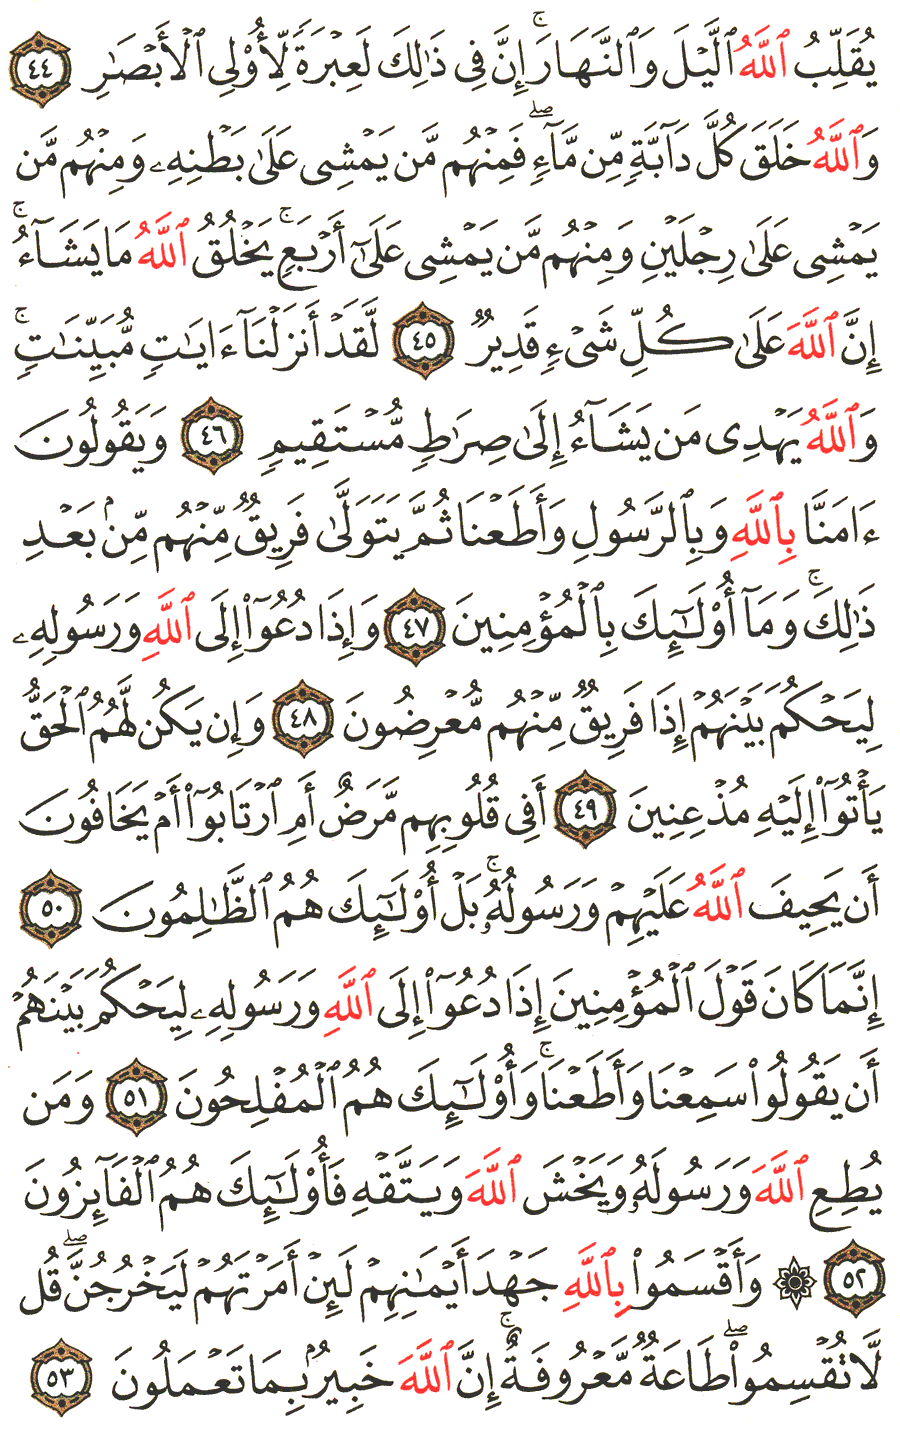 يُقَلِّبُ ٱللَّهُ ٱلَّيۡلَ وَٱلنَّهَارَۚ إِنَّ فِي ذَٰلِكَ لَعِبۡرَةٗ لِّأُوْلِي ٱلۡأَبۡصَٰرِ ٤٤
وَٱللَّهُ خَلَقَ كُلَّ دَآبَّةٖ مِّن مَّآءٖۖ فَمِنۡهُم مَّن يَمۡشِي عَلَىٰ بَطۡنِهِۦ وَمِنۡهُم مَّن
يَمۡشِي عَلَىٰ رِجۡلَيۡنِ وَمِنۡهُم مَّن يَمۡشِي عَلَىٰٓ أَرۡبَعٖۚ يَخۡلُقُ ٱللَّهُ مَا يَشَآءُۚ
إِنَّ ٱللَّهَ عَلَىٰ كُلِّ شَيۡءٖ قَدِيرٞ ٤٥ لَّقَدۡ أَنزَلۡنَآ ءَايَٰتٖ مُّبَيِّنَٰتٖۚ
وَٱللَّهُ يَهۡدِي مَن يَشَآءُ إِلَىٰ صِرَٰطٖ مُّسۡتَقِيمٖ ٤٦ وَيَقُولُونَ
ءَامَنَّا بِٱللَّهِ وَبِٱلرَّسُولِ وَأَطَعۡنَا ثُمَّ يَتَوَلَّىٰ فَرِيقٞ مِّنۡهُم مِّنۢ بَعۡدِ
ذَٰلِكَۚ وَمَآ أُوْلَٰٓئِكَ بِٱلۡمُؤۡمِنِينَ ٤٧ وَإِذَا دُعُوٓاْ إِلَى ٱللَّهِ وَرَسُولِهِۦ
لِيَحۡكُمَ بَيۡنَهُمۡ إِذَا فَرِيقٞ مِّنۡهُم مُّعۡرِضُونَ ٤٨ وَإِن يَكُن لَّهُمُ ٱلۡحَقُّ
يَأۡتُوٓاْ إِلَيۡهِ مُذۡعِنِينَ ٤٩ أَفِي قُلُوبِهِم مَّرَضٌ أَمِ ٱرۡتَابُوٓاْ أَمۡ يَخَافُونَ
أَن يَحِيفَ ٱللَّهُ عَلَيۡهِمۡ وَرَسُولُهُۥۚ بَلۡ أُوْلَٰٓئِكَ هُمُ ٱلظَّٰلِمُونَ ٥٠
إِنَّمَا كَانَ قَوۡلَ ٱلۡمُؤۡمِنِينَ إِذَا دُعُوٓاْ إِلَى ٱللَّهِ وَرَسُولِهِۦ لِيَحۡكُمَ بَيۡنَهُمۡ
أَن يَقُولُواْ سَمِعۡنَا وَأَطَعۡنَاۚ وَأُوْلَٰٓئِكَ هُمُ ٱلۡمُفۡلِحُونَ ٥١ وَمَن
يُطِعِ ٱللَّهَ وَرَسُولَهُۥ وَيَخۡشَ ٱللَّهَ وَيَتَّقۡهِ فَأُوْلَٰٓئِكَ هُمُ ٱلۡفَآئِزُونَ
٥٢ ۞ وَأَقۡسَمُواْ بِٱللَّهِ جَهۡدَ أَيۡمَٰنِهِمۡ لَئِنۡ أَمَرۡتَهُمۡ لَيَخۡرُجُنَّۖ قُل
لَّا تُقۡسِمُواْۖ طَاعَةٞ مَّعۡرُوفَةٌۚ إِنَّ ٱللَّهَ خَبِيرُۢ بِمَا تَعۡمَلُونَ ٥٣